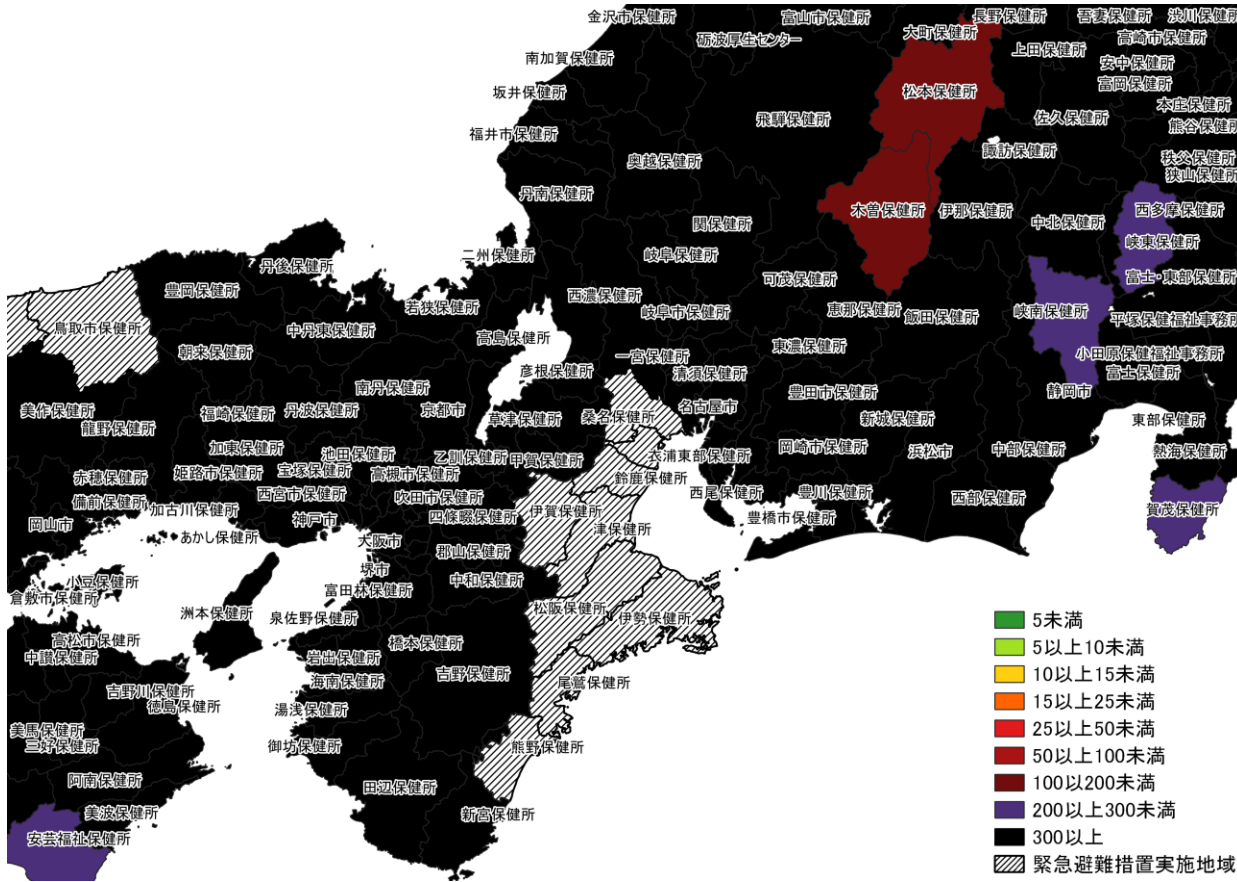 金沢市保健所
富山市保健所
長野保健所
吾妻保健所
渋川保健所
砺波厚生センター
大町保健所
高崎市保健所
南加賀保健所
上田保健所
安中保健所
富岡保健所
坂井保健所
松本保健所
本庄保健所
福井市保健所
飛騨保健所
佐久保健所
熊谷保健所
奥越保健所
諏訪保健所
秩父保健所
狭山保健所
丹南保健所
関保健所
木曽保健所
伊那保健所
中北保健所
西多摩保健所
二州保健所
岐阜保健所
峡東保健所
丹後保健所
可茂保健所
富士・東部保健所
豊岡保健所
若狭保健所
西濃保健所
岐阜市保健所
恵那保健所
飯田保健所
峡南保健所
平塚保健福祉事務所
鳥取市保健所
中丹東保健所
高島保健所
朝来保健所
一宮保健所
東濃保健所
小田原保健福祉事務所
彦根保健所
清須保健所
富士保健所
南丹保健所
豊田市保健所
静岡市
美作保健所
福崎保健所
丹波保健所
京都市
草津保健所
桑名保健所
名古屋市
新城保健所
東部保健所
龍野保健所
加東保健所
池田保健所
乙訓保健所
甲賀保健所
衣浦東部保健所
岡崎市保健所
浜松市
中部保健所
熱海保健所
赤穂保健所
姫路市保健所
宝塚保健所
高槻市保健所
鈴鹿保健所
備前保健所
西宮市保健所
吹田市保健所
西尾保健所
豊川保健所
西部保健所
賀茂保健所
岡山市
加古川保健所
神戸市
四條畷保健所
伊賀保健所
津保健所
豊橋市保健所
あかし保健所
大阪市
郡山保健所
小豆保健所
堺市
中和保健所
倉敷市保健所
富田林保健所
洲本保健所
泉佐野保健所
松阪保健所
伊勢保健所
高松市保健所
橋本保健所
中讃保健所
岩出保健所
吉野保健所
尾鷲保健所
吉野川保健所
海南保健所
徳島保健所
湯浅保健所
美馬保健所
三好保健所
御坊保健所
熊野保健所
阿南保健所
田辺保健所
美波保健所
新宮保健所
安芸福祉保健所
5未満
5以上10未満
10以上15未満
15以上25未満
25以上50未満
50以上100未満
100以200未満
200以上300未満
300以上
緊急避難措置実施地域